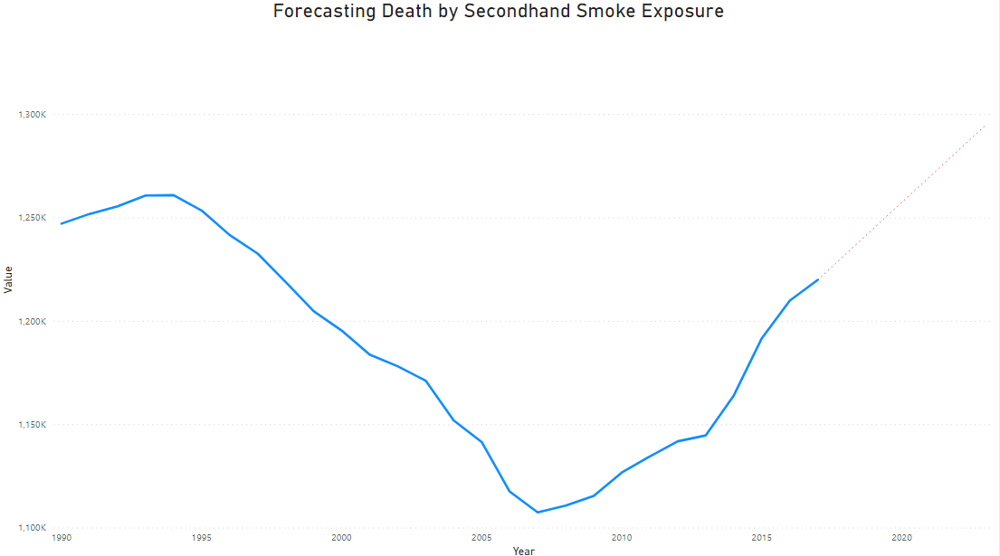 Forecasting Death by Secondhand Smoke Exposure
1,300K
1,250K
1,200K
1,150K
1,100K
Value
1990 1995 2000 2005 2010 2015 2020
Year